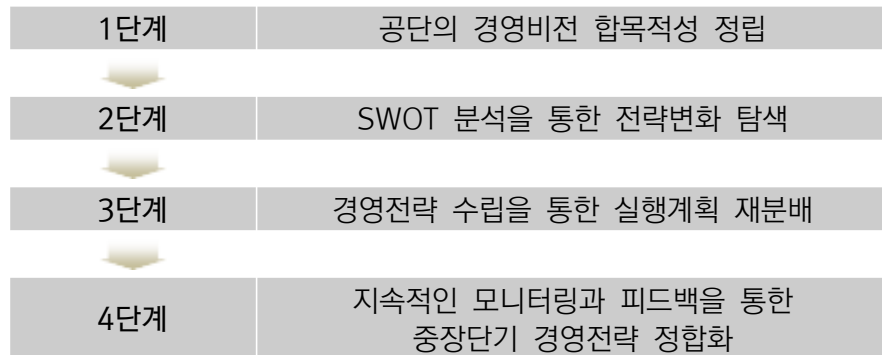 1단계 공단의 경영비전 합목적성 정립
2단계 SWOT 분석을 통한 전략변화 탐색
3단계 경영전략 수립을 통한 실행계획 재분배
4단계 지속적인 모니터링과 피드백을 통한
중장단기 경영전략 정합화